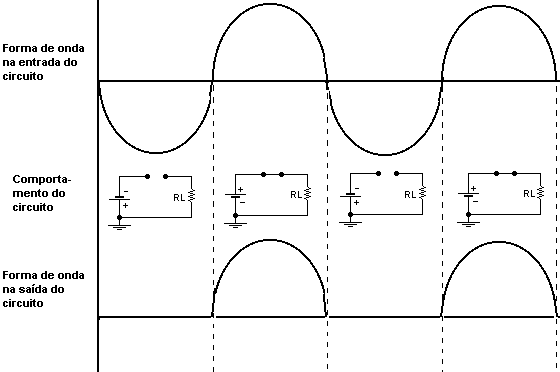 Forma de onda
na entrada do
circuito
Comporta-
mento do
circuito
-
+
RL
+
-
RL
-
+
RL
+
-
RL
Forma de onda
na saída do
circuito